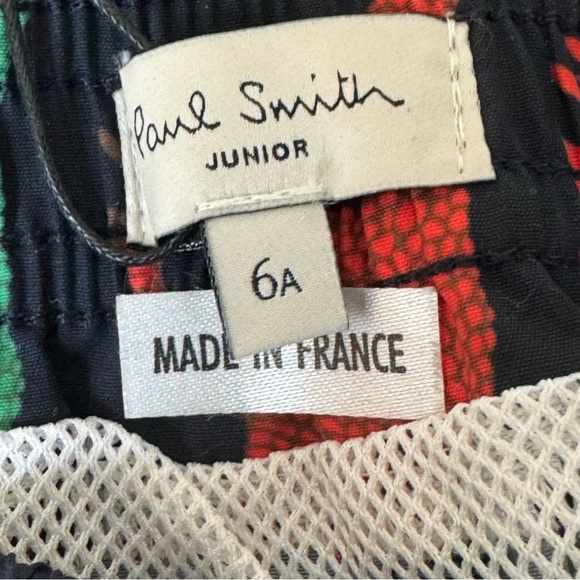 Paul Smith
JUNIOR
6A
MADE IN FRANCE